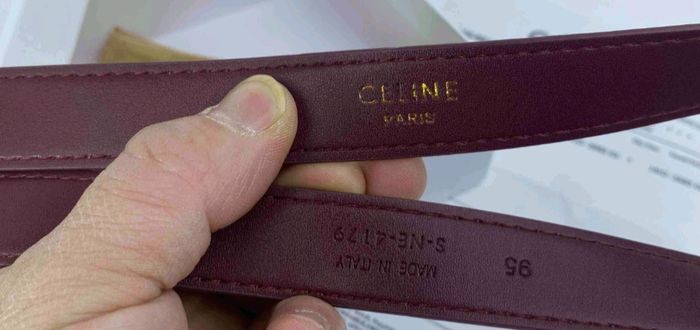 CELINE
PARIS
95
MADE IN ITALY
S-NE-4179